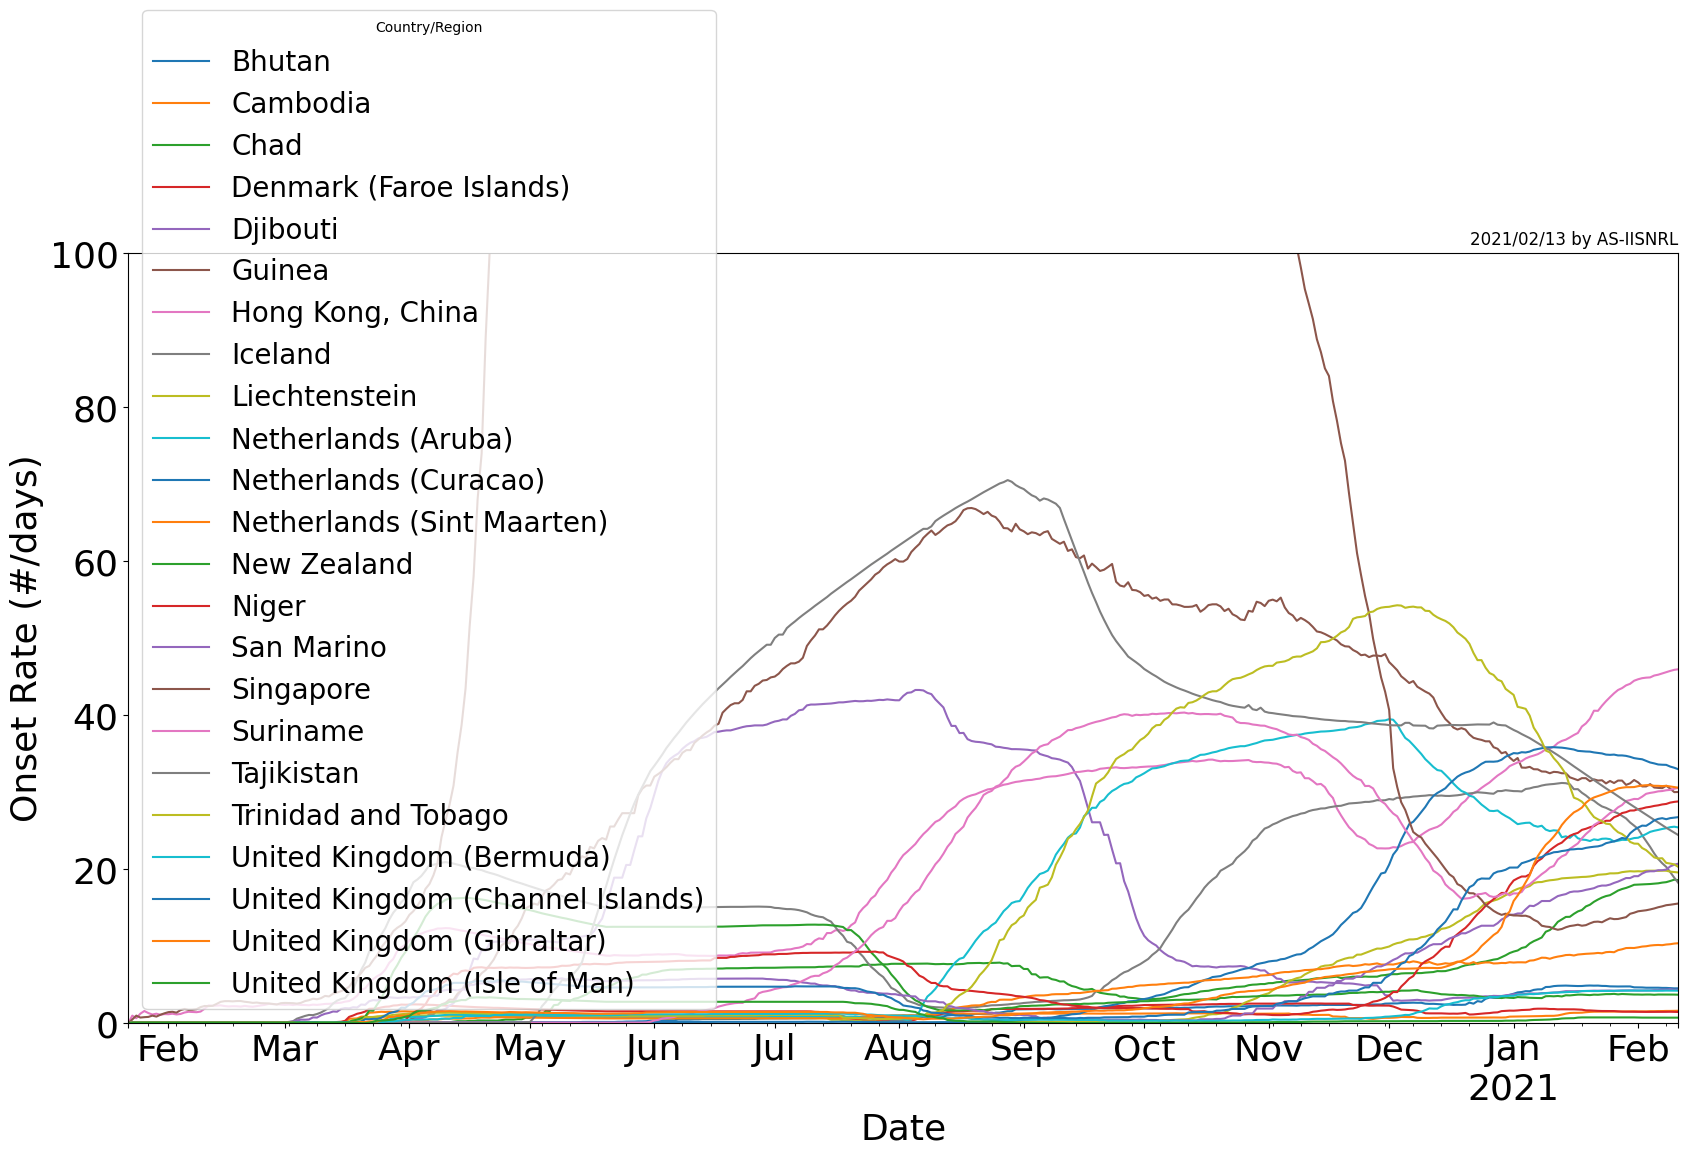 Country/Region
Bhutan
Cambodia
Chad
Denmark (Faroe Islands)
Djibouti
Guinea
Hong Kong, China
Iceland
Liechtenstein
Netherlands (Aruba)
Netherlands (Curacao)
Netherlands (Sint Maarten)
New Zealand
Niger
San Marino
Singapore
Suriname
Tajikistan
Trinidad and Tobago
United Kingdom (Bermuda)
United Kingdom (Channel Islands)
United Kingdom (Gibraltar)
United Kingdom (Isle of Man)
2021/02/13 by AS-IISNRL
100
80
60
40
20
0
Onset Rate (#/days)
Feb Mar Apr May Jun Jul Aug Sep Oct Nov Dec Jan Feb
2021
Date